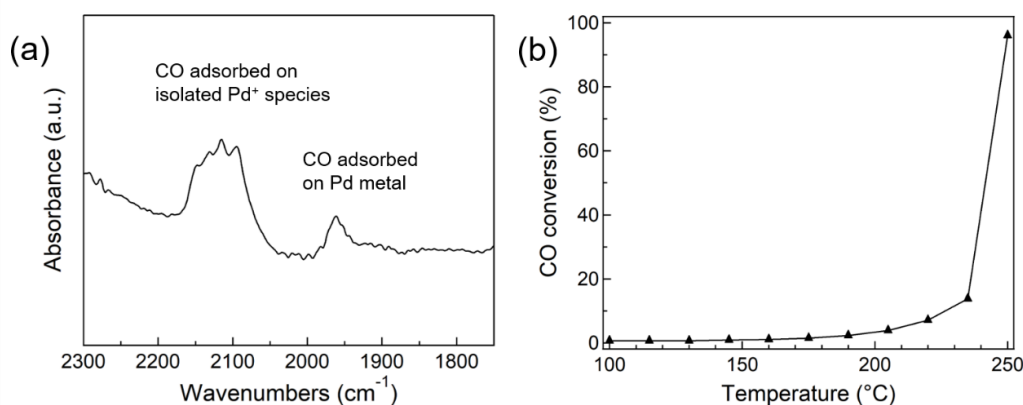 (a)
CO adsorbed on
isolated Pd⁺ species
CO adsorbed
on Pd metal
Absorbance (a.u.)
2300 2200 2100 2000 1900 1800
Wavenumbers (cm⁻¹)
(b)
CO conversion (%)
100
80
60
40
20
0
100 150 200 250
Temperature (°C)